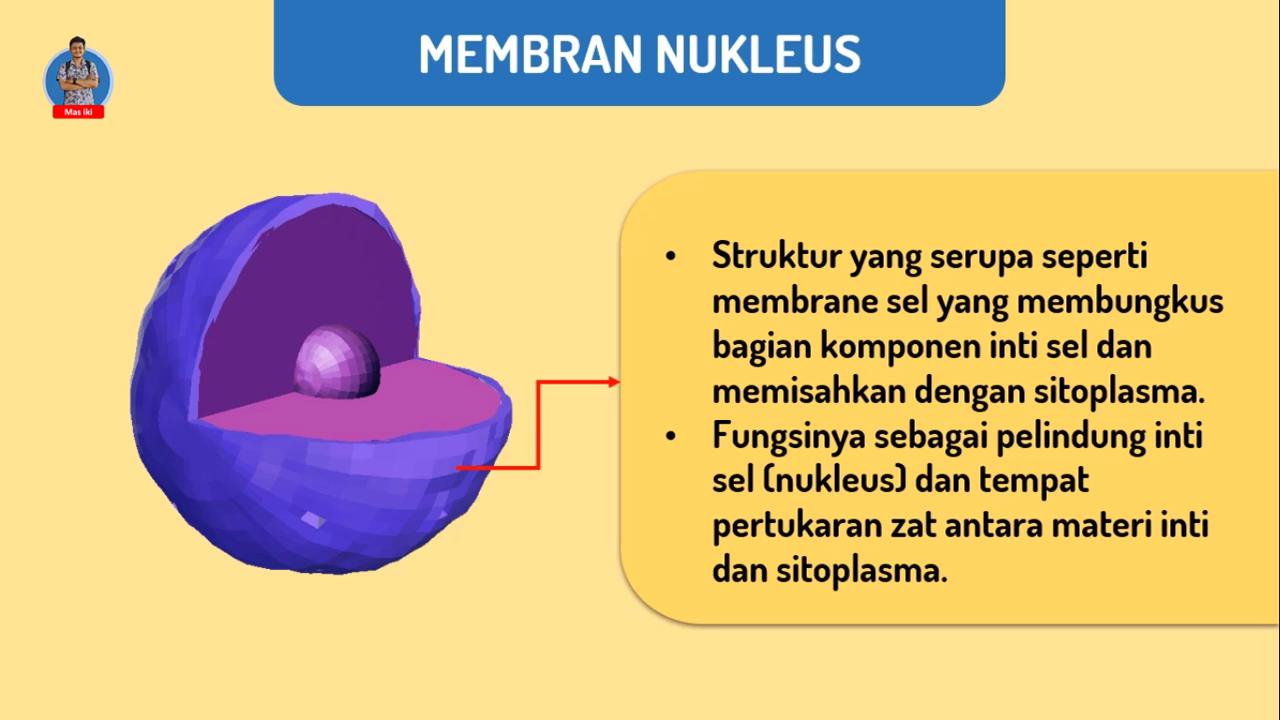 MEMBRAN NUKLEUS
Mas iki
• Struktur yang serupa seperti
membrane sel yang membungkus
bagian komponen inti sel dan
memisahkan dengan sitoplasma.
• Fungsinya sebagai pelindung inti
sel (nukleus) dan tempat
pertukaran zat antara materi inti
dan sitoplasma.